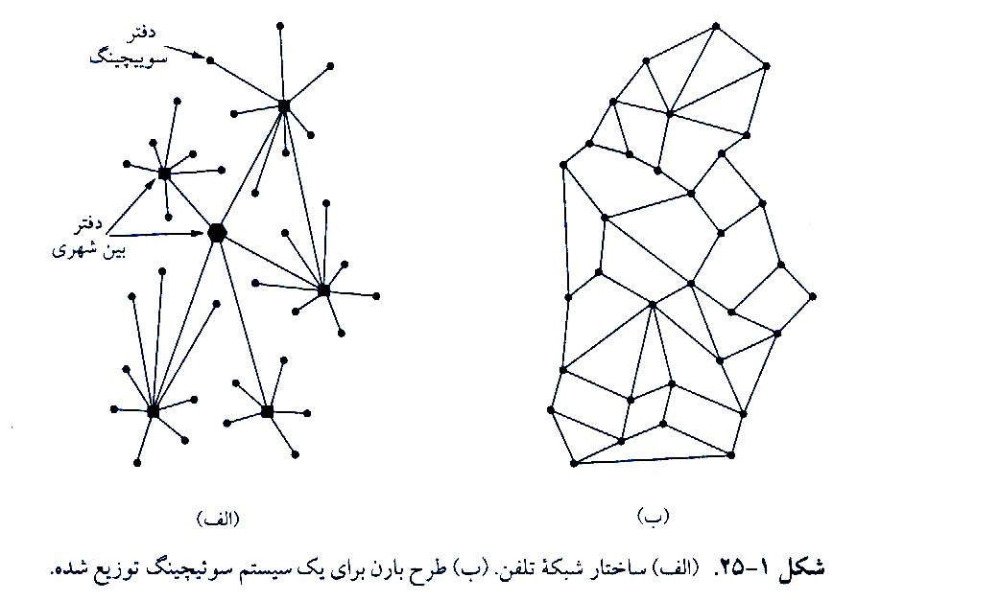 دفتر
سوییچینگ
دفتر
بین شهری
(الف)
(ب)
شکل ۱-۲۵. (الف) ساختار شبکهٔ تلفن. (ب) طرح بارن برای یک سیستم سوئیچینگ توزیع شده.